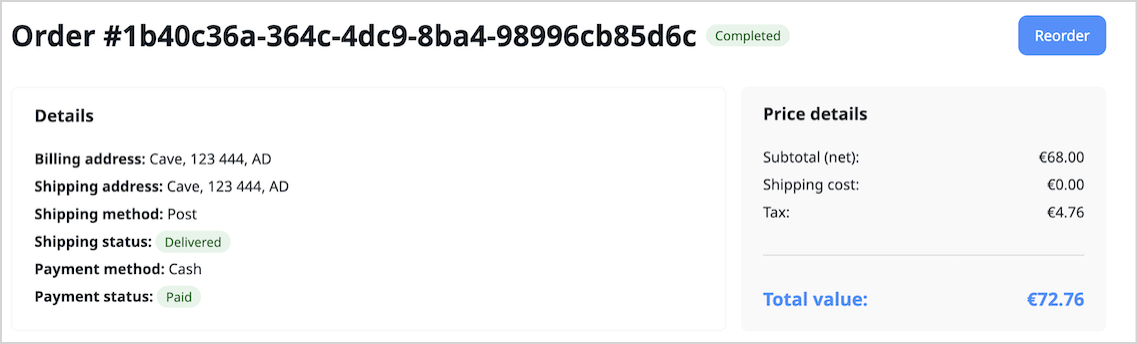 Order #1b40c36a-364c-4dc9-8ba4-98996cb85d6c Completed
Reorder
Details
Billing address: Cave, 123 444, AD
Shipping address: Cave, 123 444, AD
Shipping method: Post
Shipping status: Delivered
Payment method: Cash
Payment status: Paid
Price details
Subtotal (net): €68.00
Shipping cost: €0.00
Tax: €4.76
Total value: €72.76